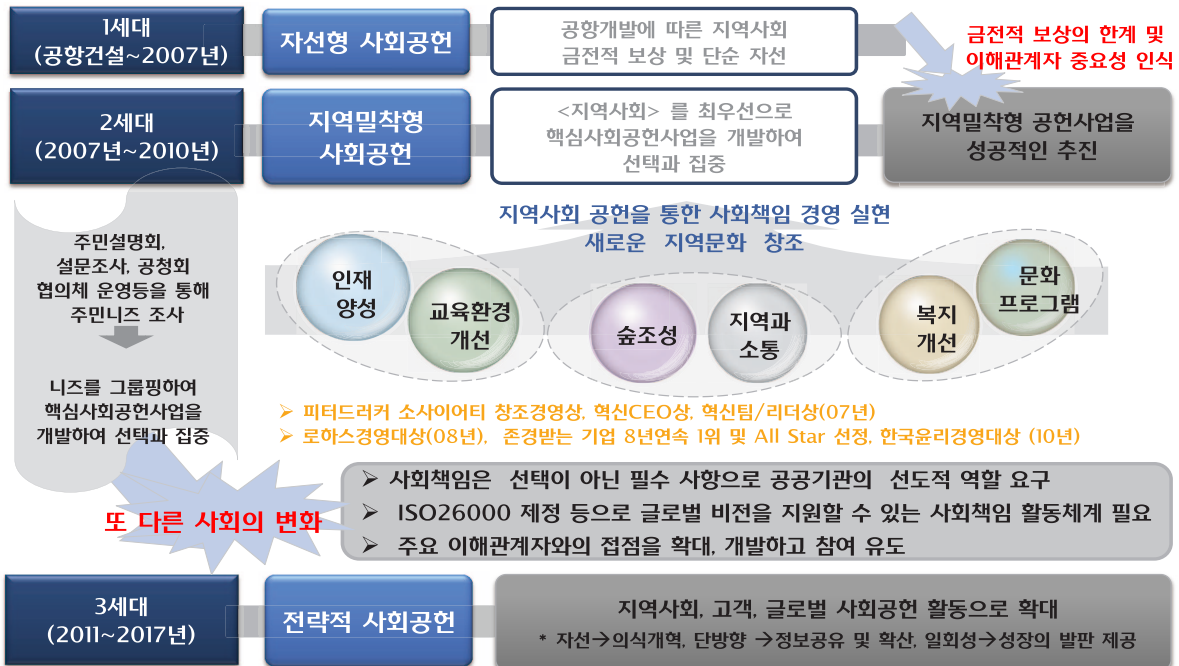 1세대
(공항건설~2007년)
자선형 사회공헌
공항개발에 따른 지역사회
금전적 보상 및 단순 자선
금전적 보상의 한계 및
이해관계자 중요성 인식
2세대
(2007년~2010년)
지역밀착형
사회공헌
<지역사회> 를 최우선으로
핵심사회공헌사업을 개발하여
선택과 집중
지역밀착형 공헌사업을
성공적인 추진
지역사회 공헌을 통한 사회책임 경영 실현
새로운 지역문화 창조
주민설명회,
설문조사, 공청회
협의체 운영등을 통해
주민니즈 조사
니즈를 그룹핑하여
핵심사회공헌사업을
개발하여 선택과 집중
인재
양성
교육환경
개선
숲조성
지역과
소통
복지
개선
문화
프로그램
➢ 피터드러커 소사이어티 창조경영상, 혁신CEO상, 혁신팀/리더상(07년)
➢ 로하스경영대상(08년), 존경받는 기업 8년연속 1위 및 All Star 선정, 한국윤리경영대상 (10년)
또 다른 사회의 변화
➢ 사회책임은 선택이 아닌 필수 사항으로 공공기관의 선도적 역할 요구
➢ ISO26000 제정 등으로 글로벌 비전을 지원할 수 있는 사회책임 활동체계 필요
➢ 주요 이해관계자와의 접점을 확대, 개발하고 참여 유도
3세대
(2011~2017년)
전략적 사회공헌
지역사회, 고객, 글로벌 사회공헌 활동으로 확대
* 자선→의식개혁, 단방향 →정보공유 및 확산, 일회성→성장의 발판 제공